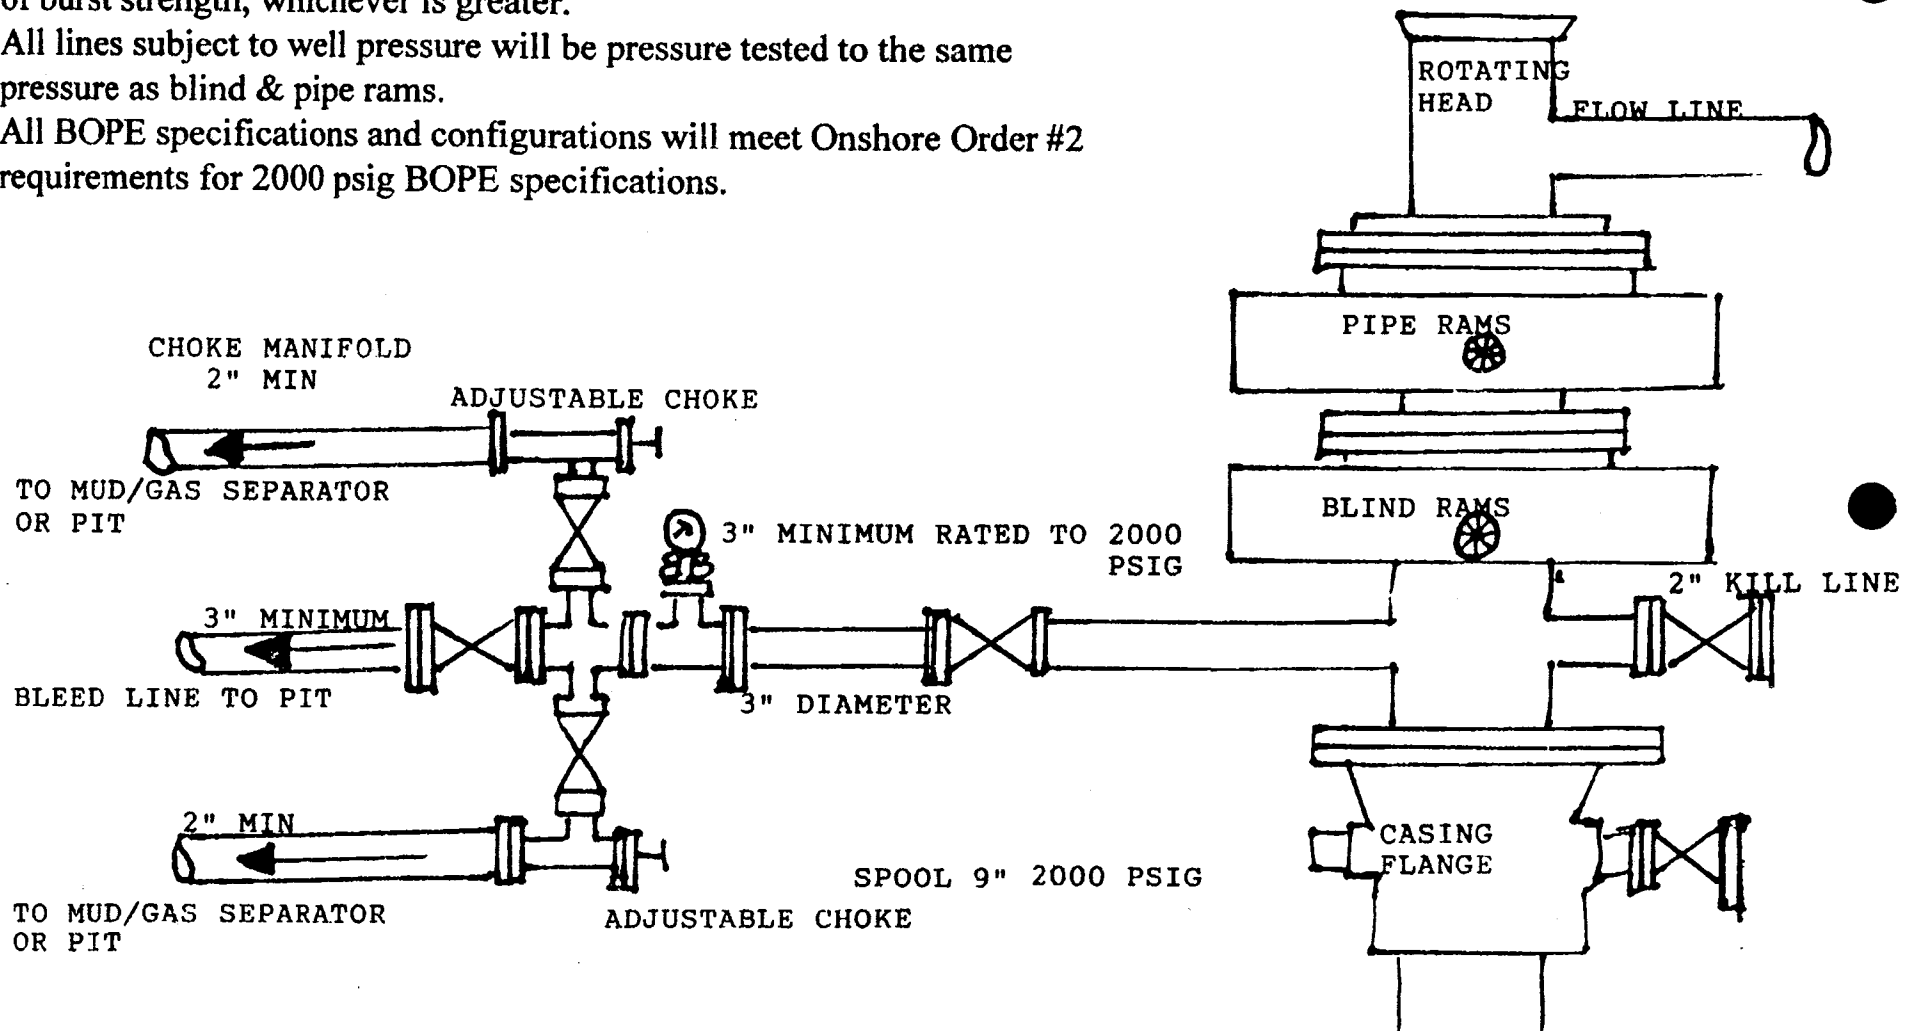 of burst strength, whichever is greater.
All lines subject to well pressure will be pressure tested to the same
pressure as blind & pipe rams.
All BOPE specifications and configurations will meet Onshore Order #2
requirements for 2000 psig BOPE specifications.
ROTATING
HEAD
FLOW LINE
PIPE RAMS
CHOKE MANIFOLD
2" MIN
ADJUSTABLE CHOKE
TO MUD/GAS SEPARATOR
OR PIT
BLIND RAMS
3" MINIMUM RATED TO 2000
PSIG
2" KILL LINE
3" MINIMUM
BLEED LINE TO PIT
3" DIAMETER
2" MIN
CASING
FLANGE
SPOOL 9" 2000 PSIG
TO MUD/GAS SEPARATOR
OR PIT
ADJUSTABLE CHOKE